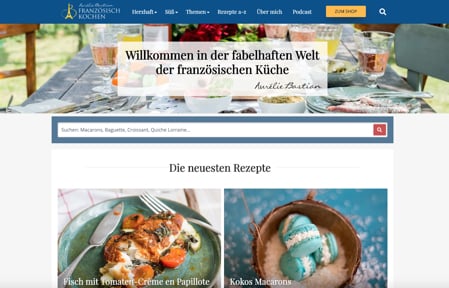 Aurélie Bastian
FRANZÖSISCH
KOCHEN
Herzhaft
Süß
Themen
Rezepte a-z
Über mich
Podcast
ZUM SHOP
Willkommen in der fabelhaften Welt
der französischen Küche
Aurélie Bastian
Suchen: Macarons, Baguette, Croissant, Quiche Lorraine...
Die neuesten Rezepte
Fisch mit Tomaten-Crème en Papillote
Kokos Macarons